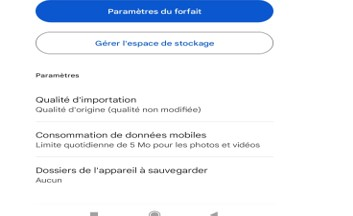 Paramètres du forfait
Gérer l'espace de stockage
Paramètres
Qualité d'importation
Qualité d'origine (qualité non modifiée)
Consommation de données mobiles
Limite quotidienne de 5 Mo pour les photos et vidéos
Dossiers de l'appareil à sauvegarder
Aucun